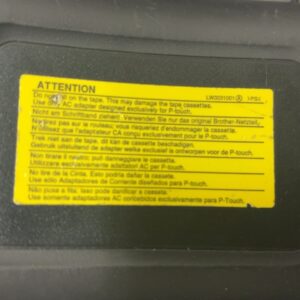 ATTENTION
Do not pull on the tape. This may damage the tape cassettes. LW3031001Ⓐ
Use only AC adapter designed exclusively for P-touch.
Nicht am Schriftband ziehen. Verwenden Sie nur das original Brother-Netzteil.
Ne tirez pas sur le rouleau, vous risqueriez d'endommager la cassette.
N'utilisez que l'adaptateur CA conçu exclusivement pour le P-touch.
Trek niet aan de tape, dit kan de cassette beschadigen.
Gebruik uitsluitend de adapter welke exclusief is ontworpen voor de P-touch.
Non tirare il nastro, può danneggiare le cassette.
Utilizzare esclusivamente adattatori AC per P-touch.
No tire de la Cinta. Esto podría dañar la cassette.
Use sólo Adaptadores de Corriente diseñados para P-touch.
Não puxe a fita. Isso pode danificar a cassete.
Use somente adaptadores AC concebidos exclusivamente para P-Touch.